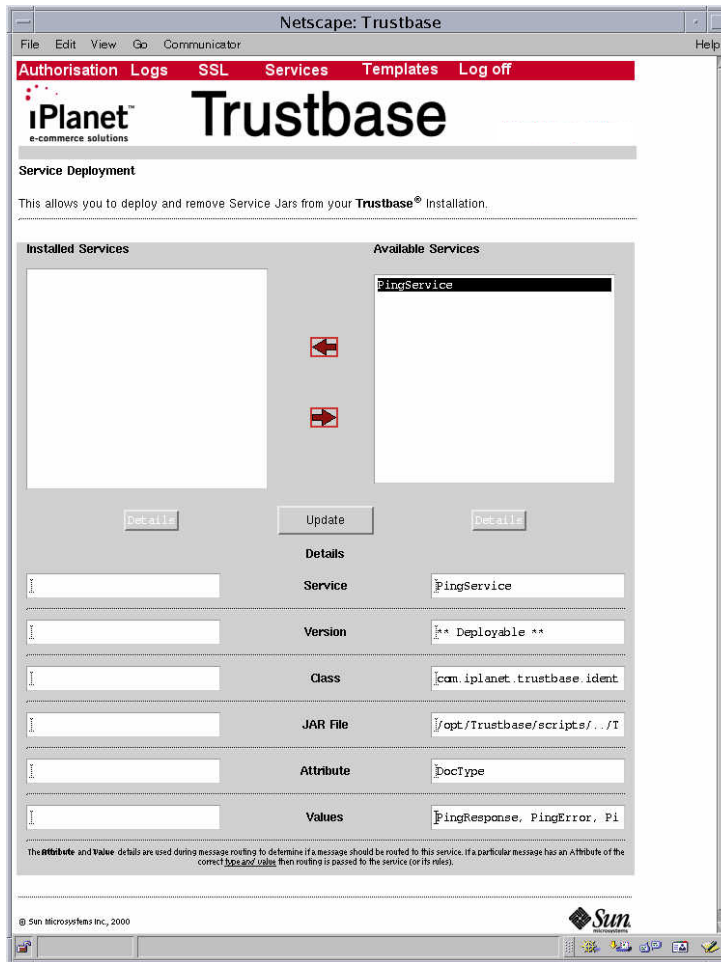 Netscape: Trustbase
File Edit View Go Communicator Help
Authorisation Logs SSL Services Templates Log off
iPlanet™
e-commerce solutions
Trustbase
Service Deployment
This allows you to deploy and remove Service Jars from your Trustbase® Installation.
Installed Services Available Services
PingService
Details Update Details
Details
Service PingService
Version ** Deployable **
Class com.iplanet.trustbase.ident
JAR File /opt/Trustbase/scripts/../T
Attribute DocType
Values PingResponse, PingError, Pi
The Attribute and Value details are used during message routing to determine if a message should be routed to this service. If a particular message has an Attribute of the
correct type and value then routing is passed to the service (or its rules).
© Sun Microsystems Inc., 2000
Sun
microsystems